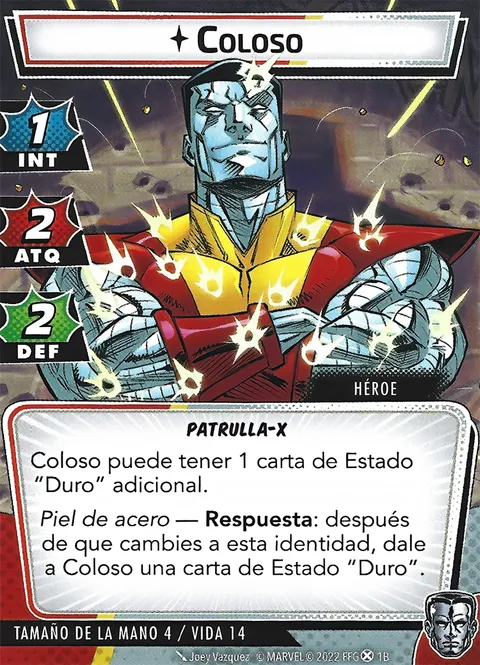 Coloso
1
INT
2
ATQ
2
DEF
HÉROE
PATRULLA-X
Coloso puede tener 1 carta de Estado
"Duro" adicional.
Piel de acero — Respuesta: después
de que cambies a esta identidad, dale
a Coloso una carta de Estado "Duro".
TAMAÑO DE LA MANO 4 / VIDA 14
Joey Vazquez © MARVEL © 2022 FFG 1B